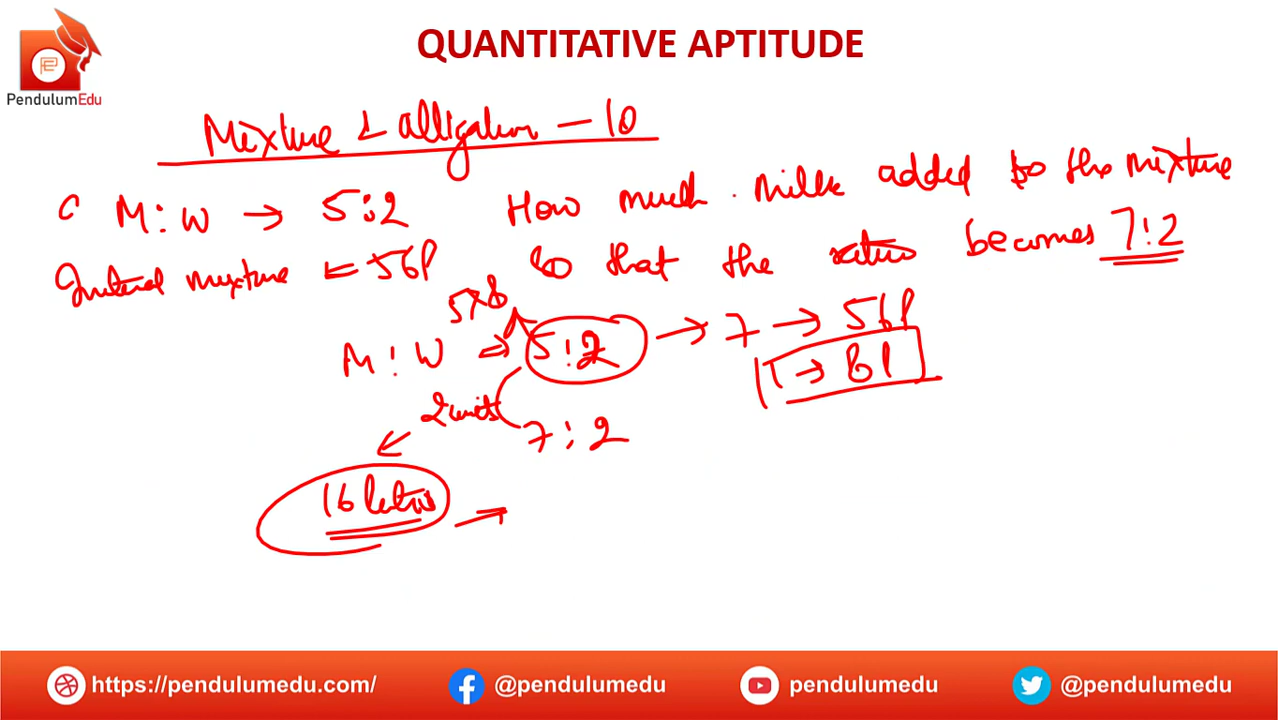 QUANTITATIVE APTITUDE
PendulumEdu
Mixture & alligation – 10
M : W → 5 : 2 How much milk added to the mixture
mixture 56l so that the ratio becomes 7 : 2
5×8
M : W ⇒ 5 : 2 → 7 → 56l
1 → 8l
2 units
7 : 2
16
https://pendulumedu.com/ @pendulumedu pendulumedu @pendulumedu